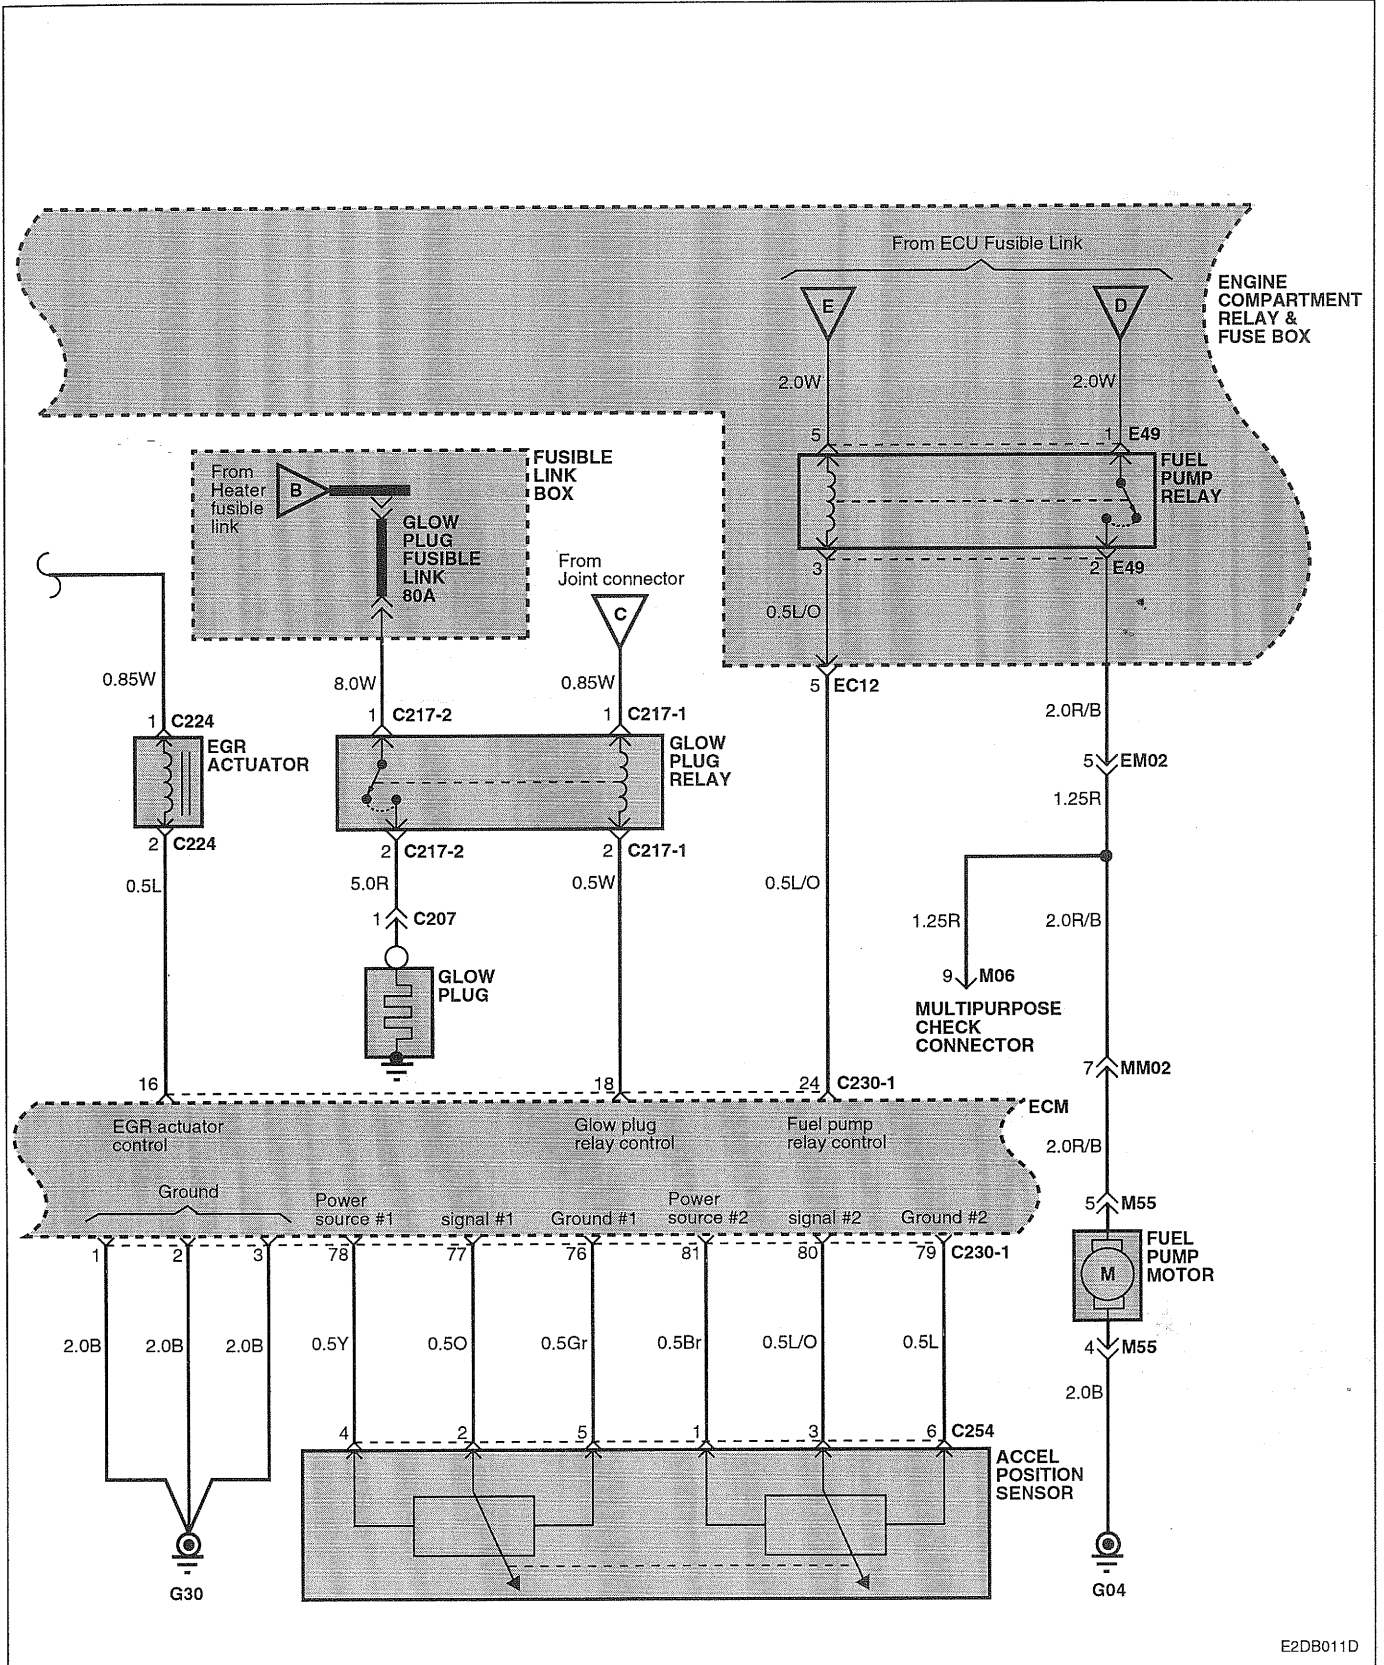 From ECU Fusible Link
ENGINE
COMPARTMENT
RELAY &
FUSE BOX
E
D
2.0W
2.0W
5
1
E49
FUEL
PUMP
RELAY
3
2
E49
0.5L/O
From
Heater
fusible
link
B
FUSIBLE
LINK
BOX
GLOW
PLUG
FUSIBLE
LINK
80A
From
Joint connector
C
0.85W
8.0W
0.85W
5
EC12
2.0R/B
1
C224
1
C217-2
1
C217-1
EGR
ACTUATOR
GLOW
PLUG
RELAY
5
EM02
1.25R
2
C224
2
C217-2
2
C217-1
0.5L
5.0R
0.5W
0.5L/O
1
C207
1.25R
2.0R/B
GLOW
PLUG
9
M06
MULTIPURPOSE
CHECK
CONNECTOR
7
MM02
16
18
24
C230-1
ECM
EGR actuator
control
Glow plug
relay control
Fuel pump
relay control
2.0R/B
Ground
Power
source #1
signal #1
Ground #1
Power
source #2
signal #2
Ground #2
5
M55
1
2
3
78
77
76
81
80
79
C230-1
FUEL
PUMP
MOTOR
M
2.0B
2.0B
2.0B
0.5Y
0.5O
0.5Gr
0.5Br
0.5L/O
0.5L
4
M55
2.0B
4
2
5
1
3
6
C254
ACCEL
POSITION
SENSOR
G30
G04
E2DB011D